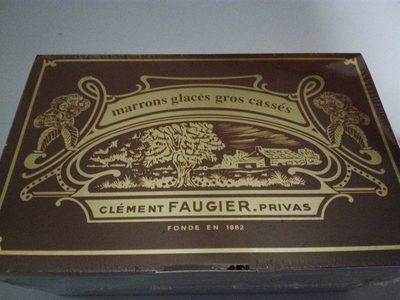 marrons glacés gros cassés
CLÉMENT FAUGIER. PRIVAS
FONDE EN 1882